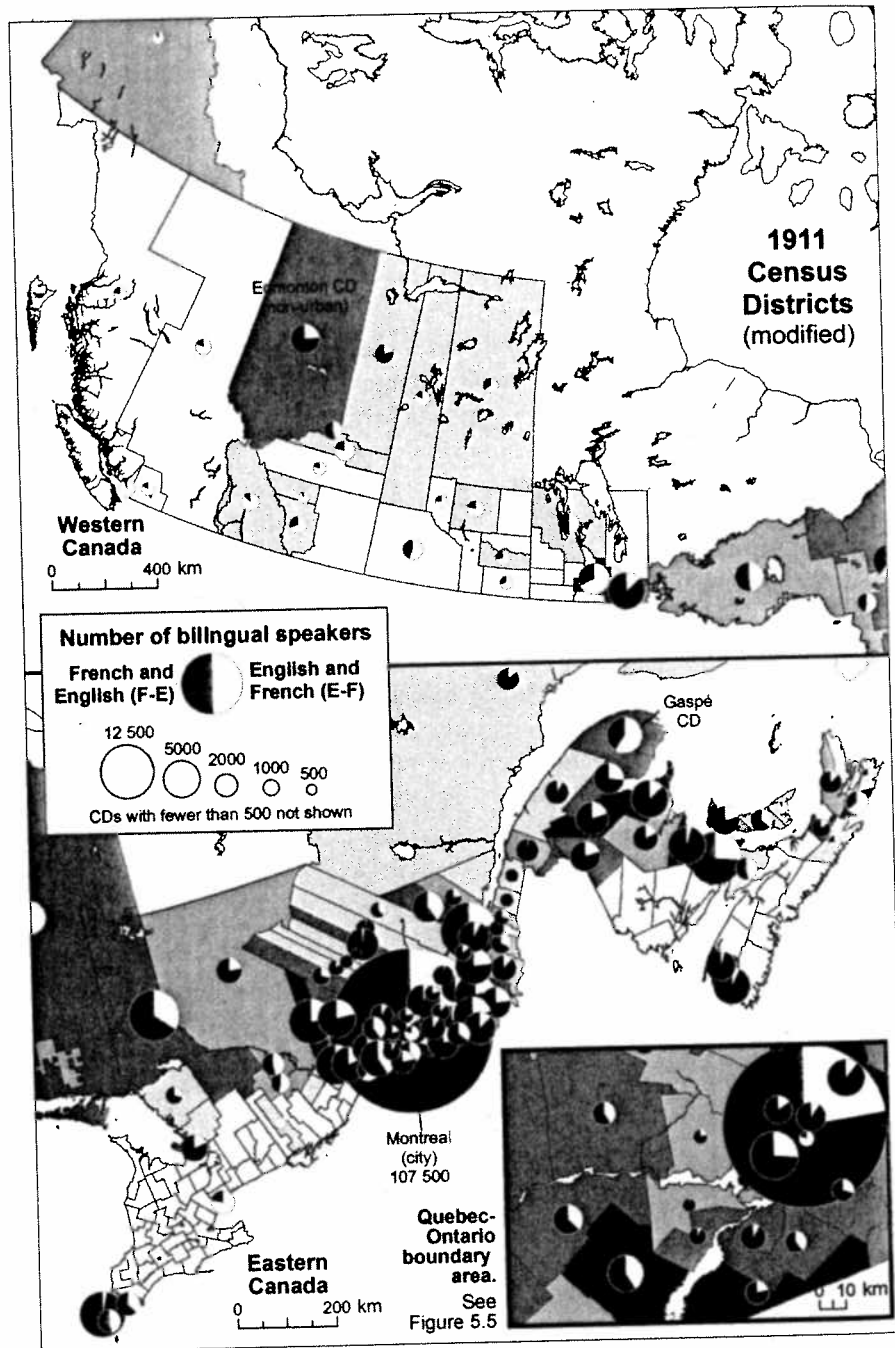 1911
Census
Districts
(modified)
Edmonton CD
(non-urban)
Western
Canada
0 200 400 km
Number of bilingual speakers
French and
English (F-E)
English and
French (E-F)
12 500
5000
2000
1000
500
CDs with fewer than 500 not shown
Gaspé
CD
Montreal
(city)
107 500
Quebec-
Ontario
boundary
area.
See
Figure 5.5
Eastern
Canada
0 200 km
0 10 km